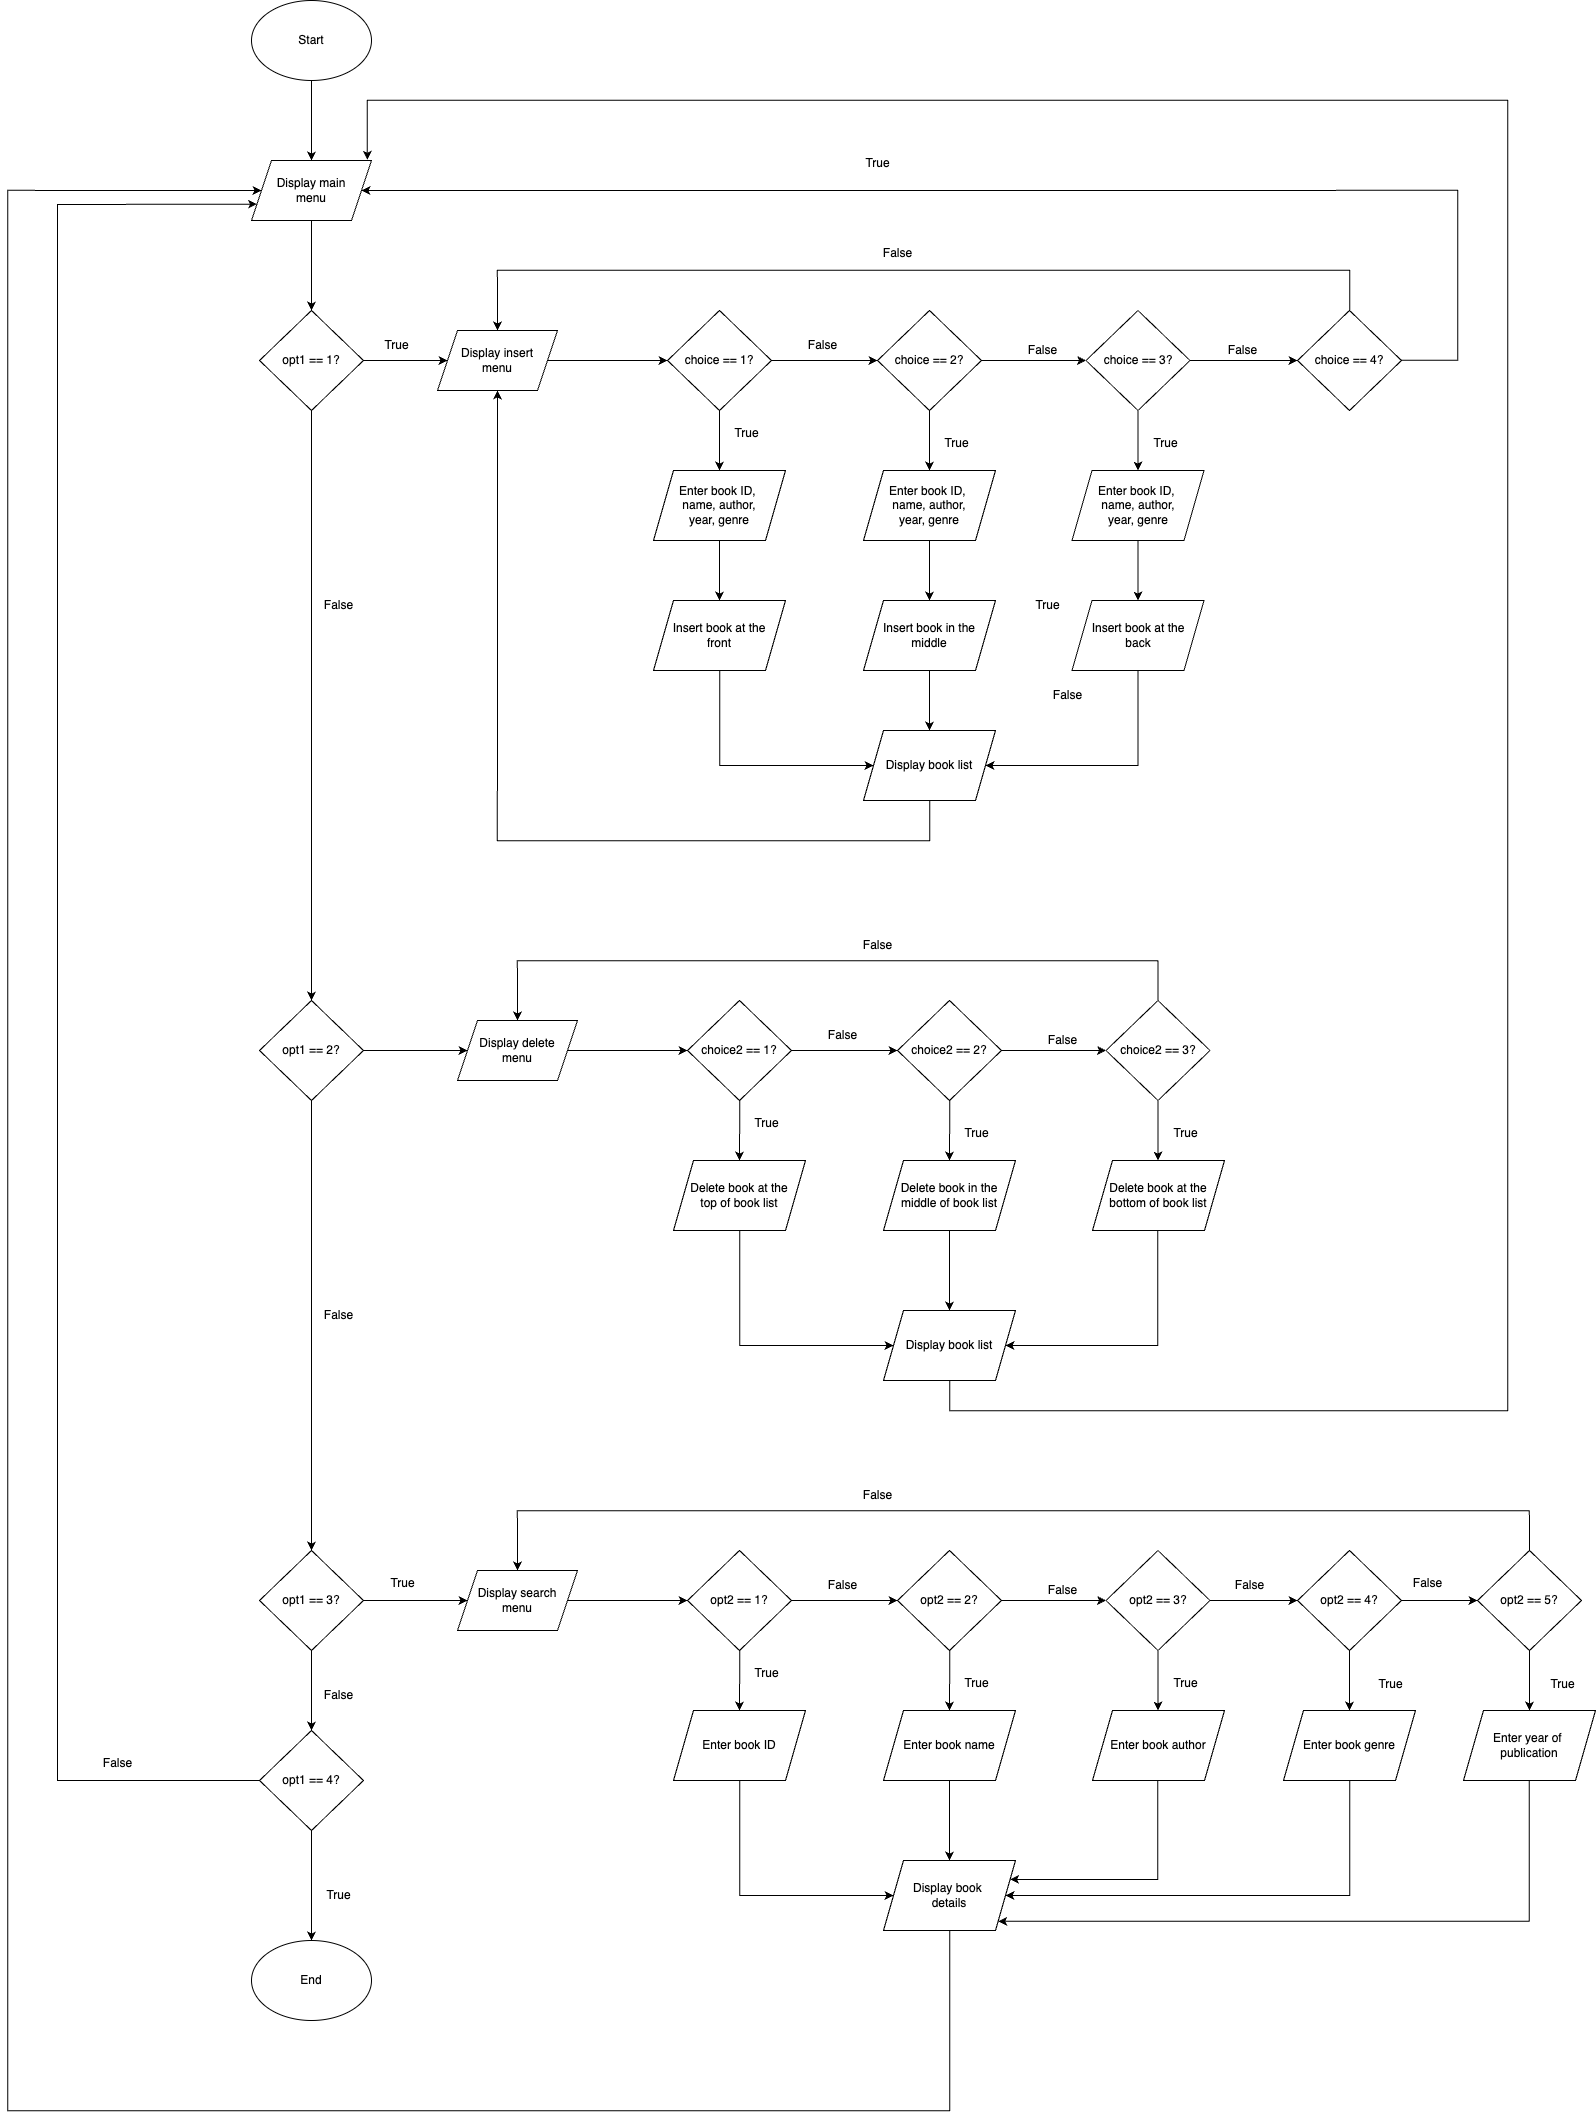 Start
True
Display main
menu
False
opt1 == 1?
True
Display insert
menu
choice == 1?
False
choice == 2?
False
choice == 3?
False
choice == 4?
True
True
True
Enter book ID,
name, author,
year, genre
Enter book ID,
name, author,
year, genre
Enter book ID,
name, author,
year, genre
False
True
Insert book at the
front
Insert book in the
middle
Insert book at the
back
False
Display book list
False
opt1 == 2?
Display delete
menu
choice2 == 1?
False
choice2 == 2?
False
choice2 == 3?
True
True
True
Delete book at the
top of book list
Delete book in the
middle of book list
Delete book at the
bottom of book list
False
Display book list
False
opt1 == 3?
True
Display search
menu
opt2 == 1?
False
opt2 == 2?
False
opt2 == 3?
False
opt2 == 4?
False
opt2 == 5?
True
True
True
True
True
False
Enter book ID
Enter book name
Enter book author
Enter book genre
Enter year of
publication
False
opt1 == 4?
True
Display book
details
End